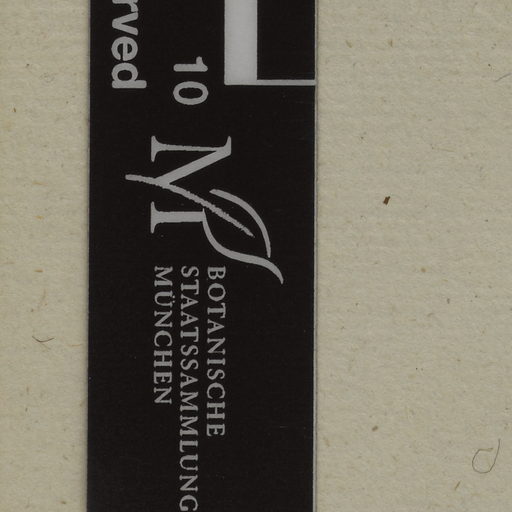 rved
10
M
BOTANISCHE
STAATSSAMMLUNG
MÜNCHEN